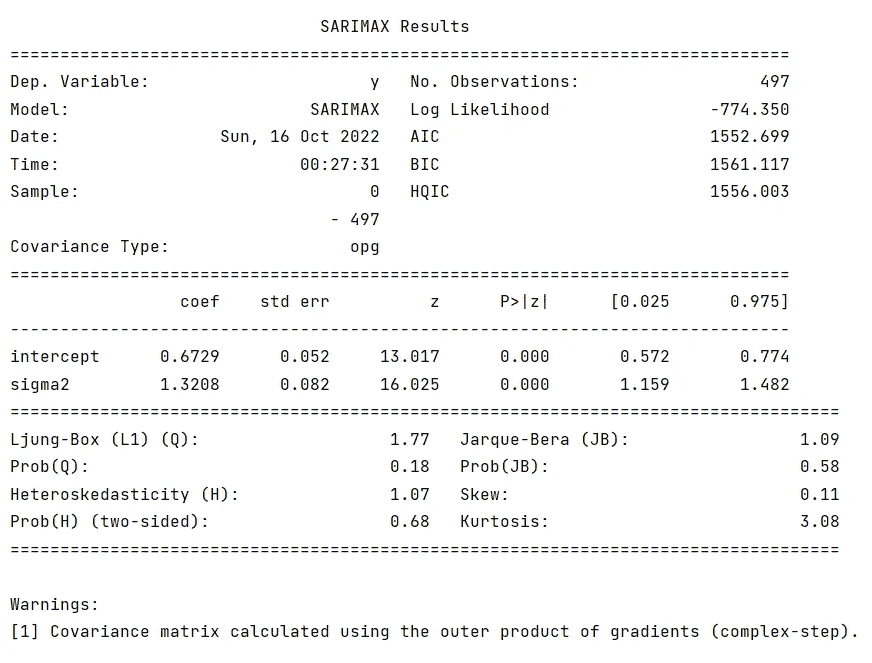 SARIMAX Results
==============================================================================
Dep. Variable:                      y   No. Observations:                  497
Model:                        SARIMAX   Log Likelihood                -774.350
Date:                Sun, 16 Oct 2022   AIC                           1552.699
Time:                        00:27:31   BIC                           1561.117
Sample:                             0   HQIC                          1556.003
                                - 497
Covariance Type:                  opg
==============================================================================
                 coef    std err          z      P>|z|      [0.025      0.975]
------------------------------------------------------------------------------
intercept      0.6729      0.052     13.017      0.000       0.572       0.774
sigma2         1.3208      0.082     16.025      0.000       1.159       1.482
===================================================================================
Ljung-Box (L1) (Q):                   1.77   Jarque-Bera (JB):                 1.09
Prob(Q):                              0.18   Prob(JB):                         0.58
Heteroskedasticity (H):               1.07   Skew:                             0.11
Prob(H) (two-sided):                  0.68   Kurtosis:                         3.08
===================================================================================

Warnings:
[1] Covariance matrix calculated using the outer product of gradients (complex-step).